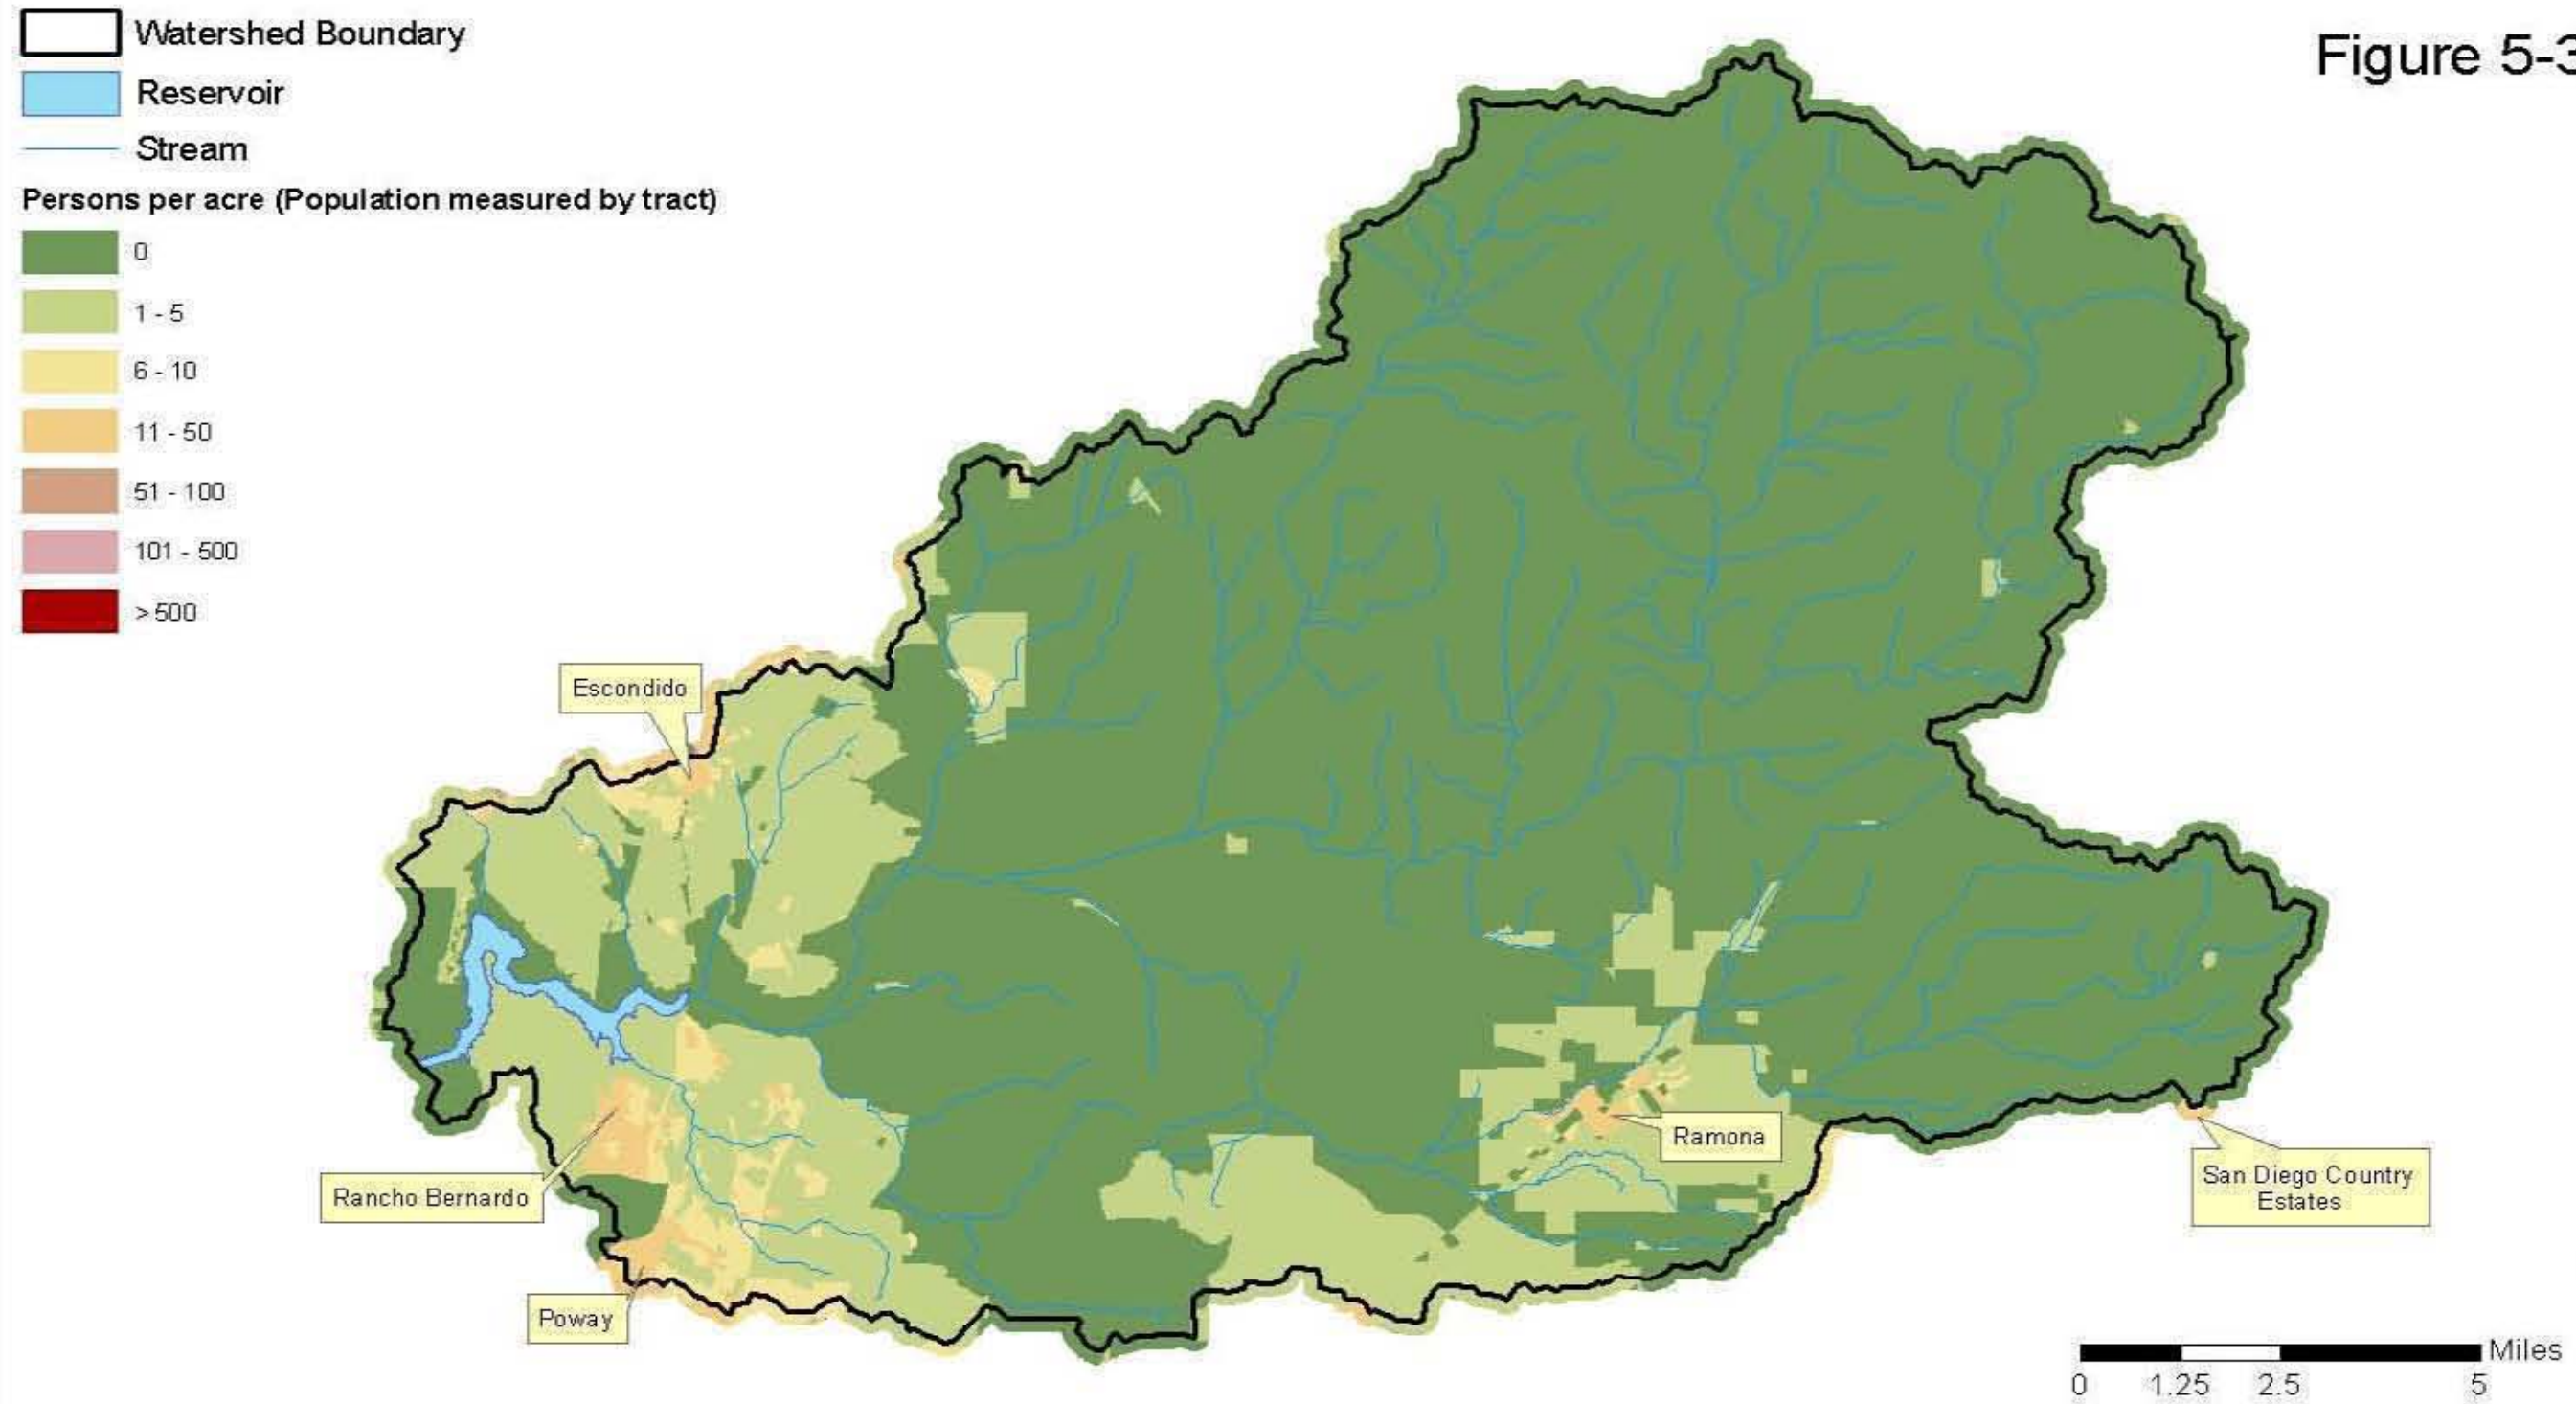 Watershed Boundary
Reservoir
Stream
Persons per acre (Population measured by tract)
0
1 - 5
6 - 10
11 - 50
51 - 100
101 - 500
> 500
Figure 5-3
Escondido
Rancho Bernardo
Poway
Ramona
San Diego Country
Estates
Miles
0 1.25 2.5 5